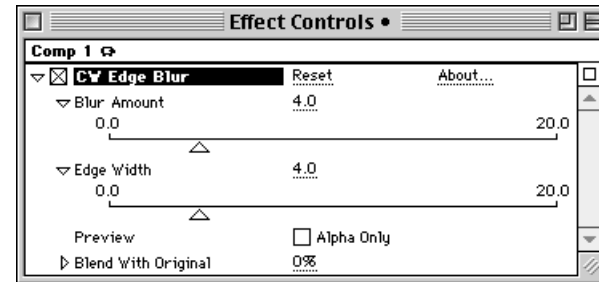 Effect Controls •
Comp 1
CW Edge Blur Reset About...
Blur Amount 4.0
0.0 20.0
Edge Width 4.0
0.0 20.0
Preview Alpha Only
Blend With Original 0%